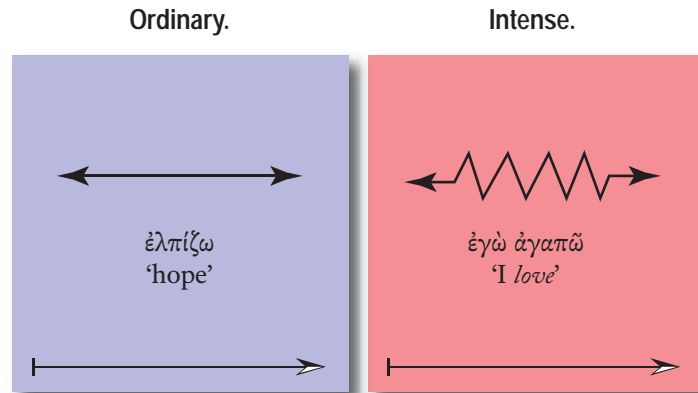 Ordinary.
Intense.
ἐλπίζω
‘hope’
ἐγὼ ἀγαπῶ
‘I love’